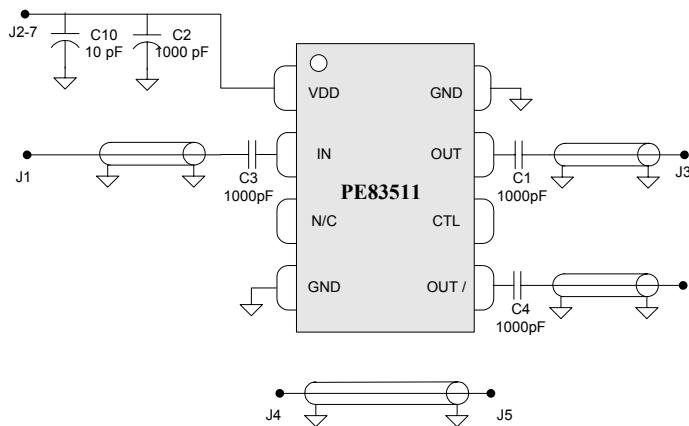 J2-7
C10
10 pF
C2
1000 pF
VDD
GND
J1
C3
1000pF
IN
OUT
C1
1000pF
J3
PE83511
N/C
CTL
GND
OUT /
C4
1000pF
J4
J5